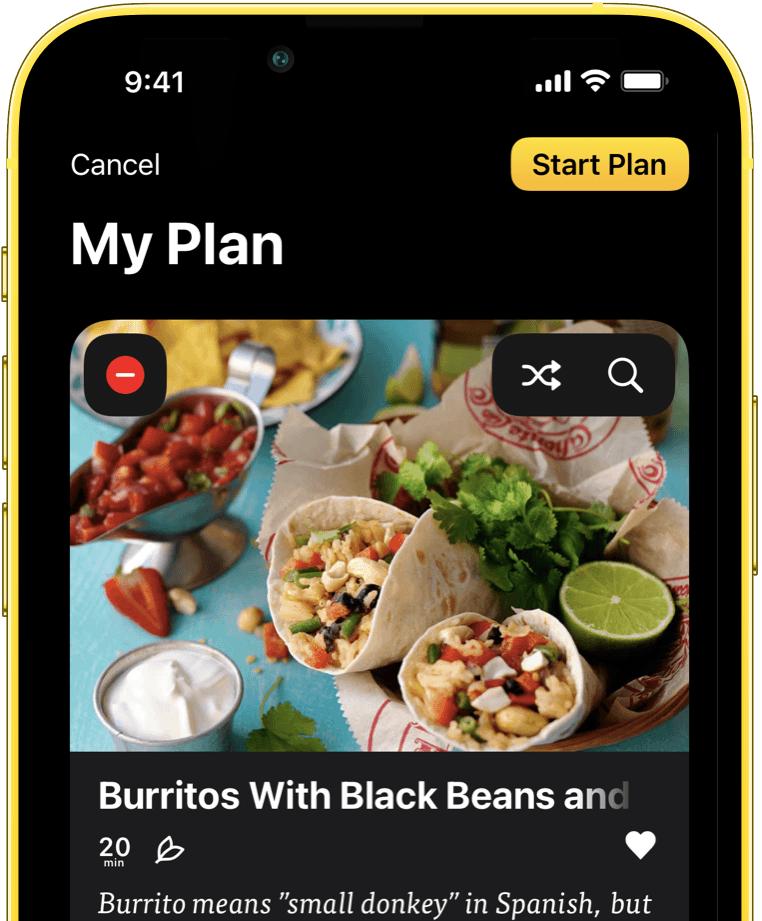 9:41
Cancel
Start Plan
My Plan
Burritos With Black Beans and
20
min
Burrito means "small donkey" in Spanish, but